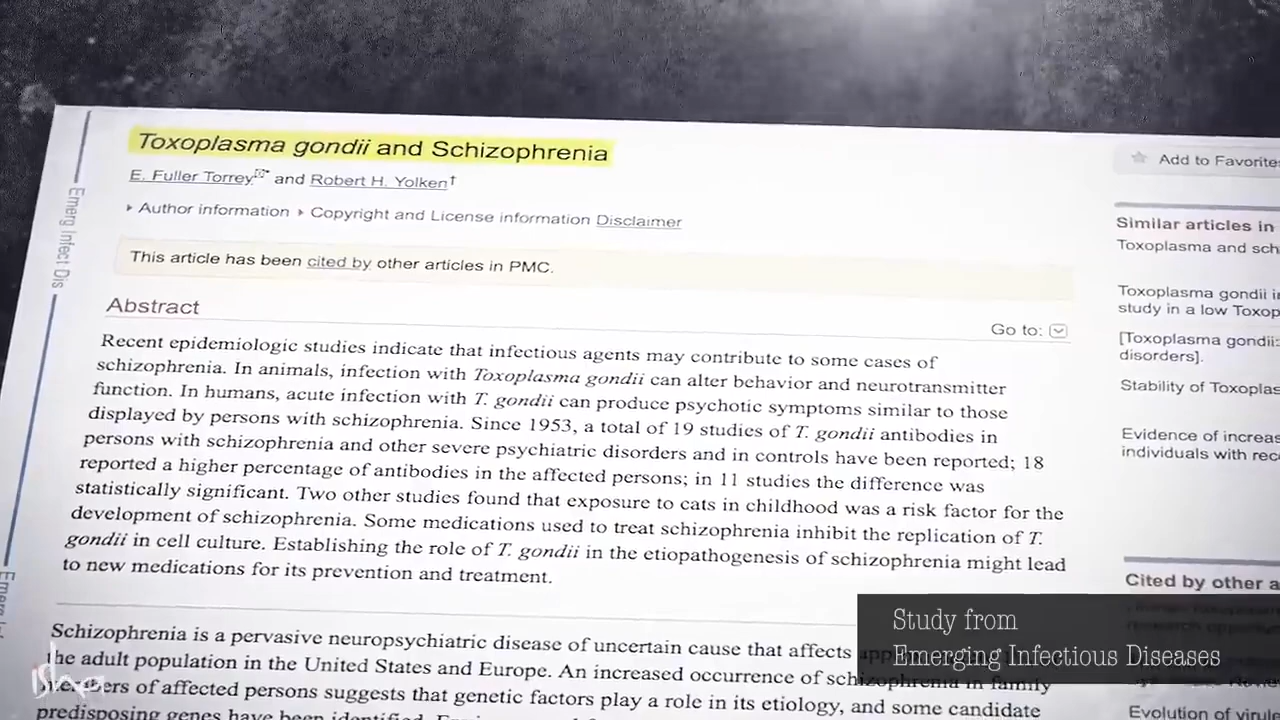 Toxoplasma gondii and Schizophrenia
E. Fuller Torrey* and Robert H. Yolken†
Author information Copyright and License information Disclaimer
This article has been cited by other articles in PMC.
Abstract
Go to:
Recent epidemiologic studies indicate that infectious agents may contribute to some cases of
schizophrenia. In animals, infection with Toxoplasma gondii can alter behavior and neurotransmitter
function. In humans, acute infection with T. gondii can produce psychotic symptoms similar to those
displayed by persons with schizophrenia. Since 1953, a total of 19 studies of T. gondii antibodies in
persons with schizophrenia and other severe psychiatric disorders and in controls have been reported; 18
reported a higher percentage of antibodies in the affected persons; in 11 studies the difference was
statistically significant. Two other studies found that exposure to cats in childhood was a risk factor for the
development of schizophrenia. Some medications used to treat schizophrenia inhibit the replication of T.
gondii in cell culture. Establishing the role of T. gondii in the etiopathogenesis of schizophrenia might lead
to new medications for its prevention and treatment.
Schizophrenia is a pervasive neuropsychiatric disease of uncertain cause that affects
the adult population in the United States and Europe. An increased occurrence of schizophrenia in family
members of affected persons suggests that genetic factors play a role in its etiology, and some candidate
predisposing genes have been identified.
Emerg Infect Dis
Add to Favorite
Similar articles in
Toxoplasma and sch
Toxoplasma gondii in
study in a low Toxop
[Toxoplasma gondii:
disorders].
Stability of Toxoplas
Evidence of increas
individuals with rec
Cited by other a
Evolution of virule
Study from
Emerging Infectious Diseases